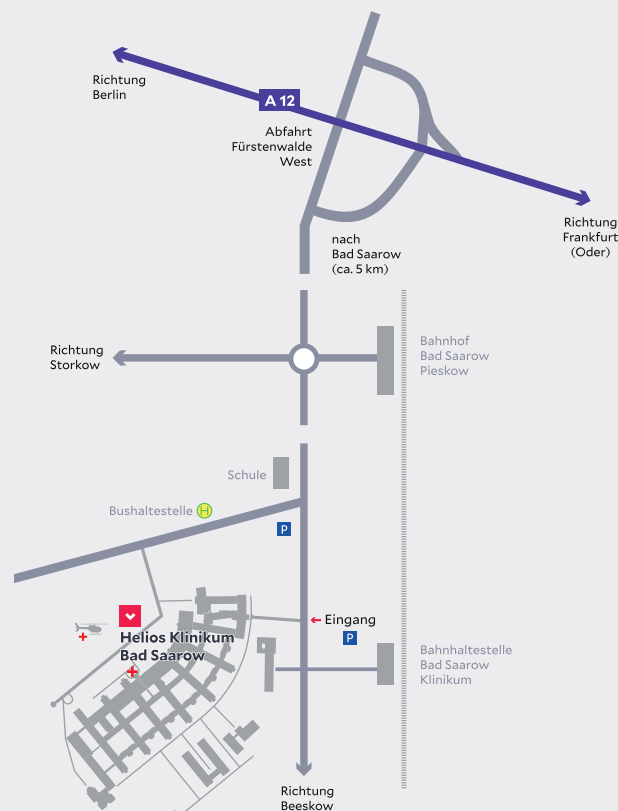 Richtung
Berlin
A 12
Abfahrt
Fürstenwalde
West
Richtung
Frankfurt
(Oder)
nach
Bad Saarow
(ca. 5 km)
Richtung
Storkow
Bahnhof
Bad Saarow
Pieskow
Schule
Bushaltestelle H
P
Eingang
P
Helios Klinikum
Bad Saarow
Bahnhaltestelle
Bad Saarow
Klinikum
Richtung
Beeskow